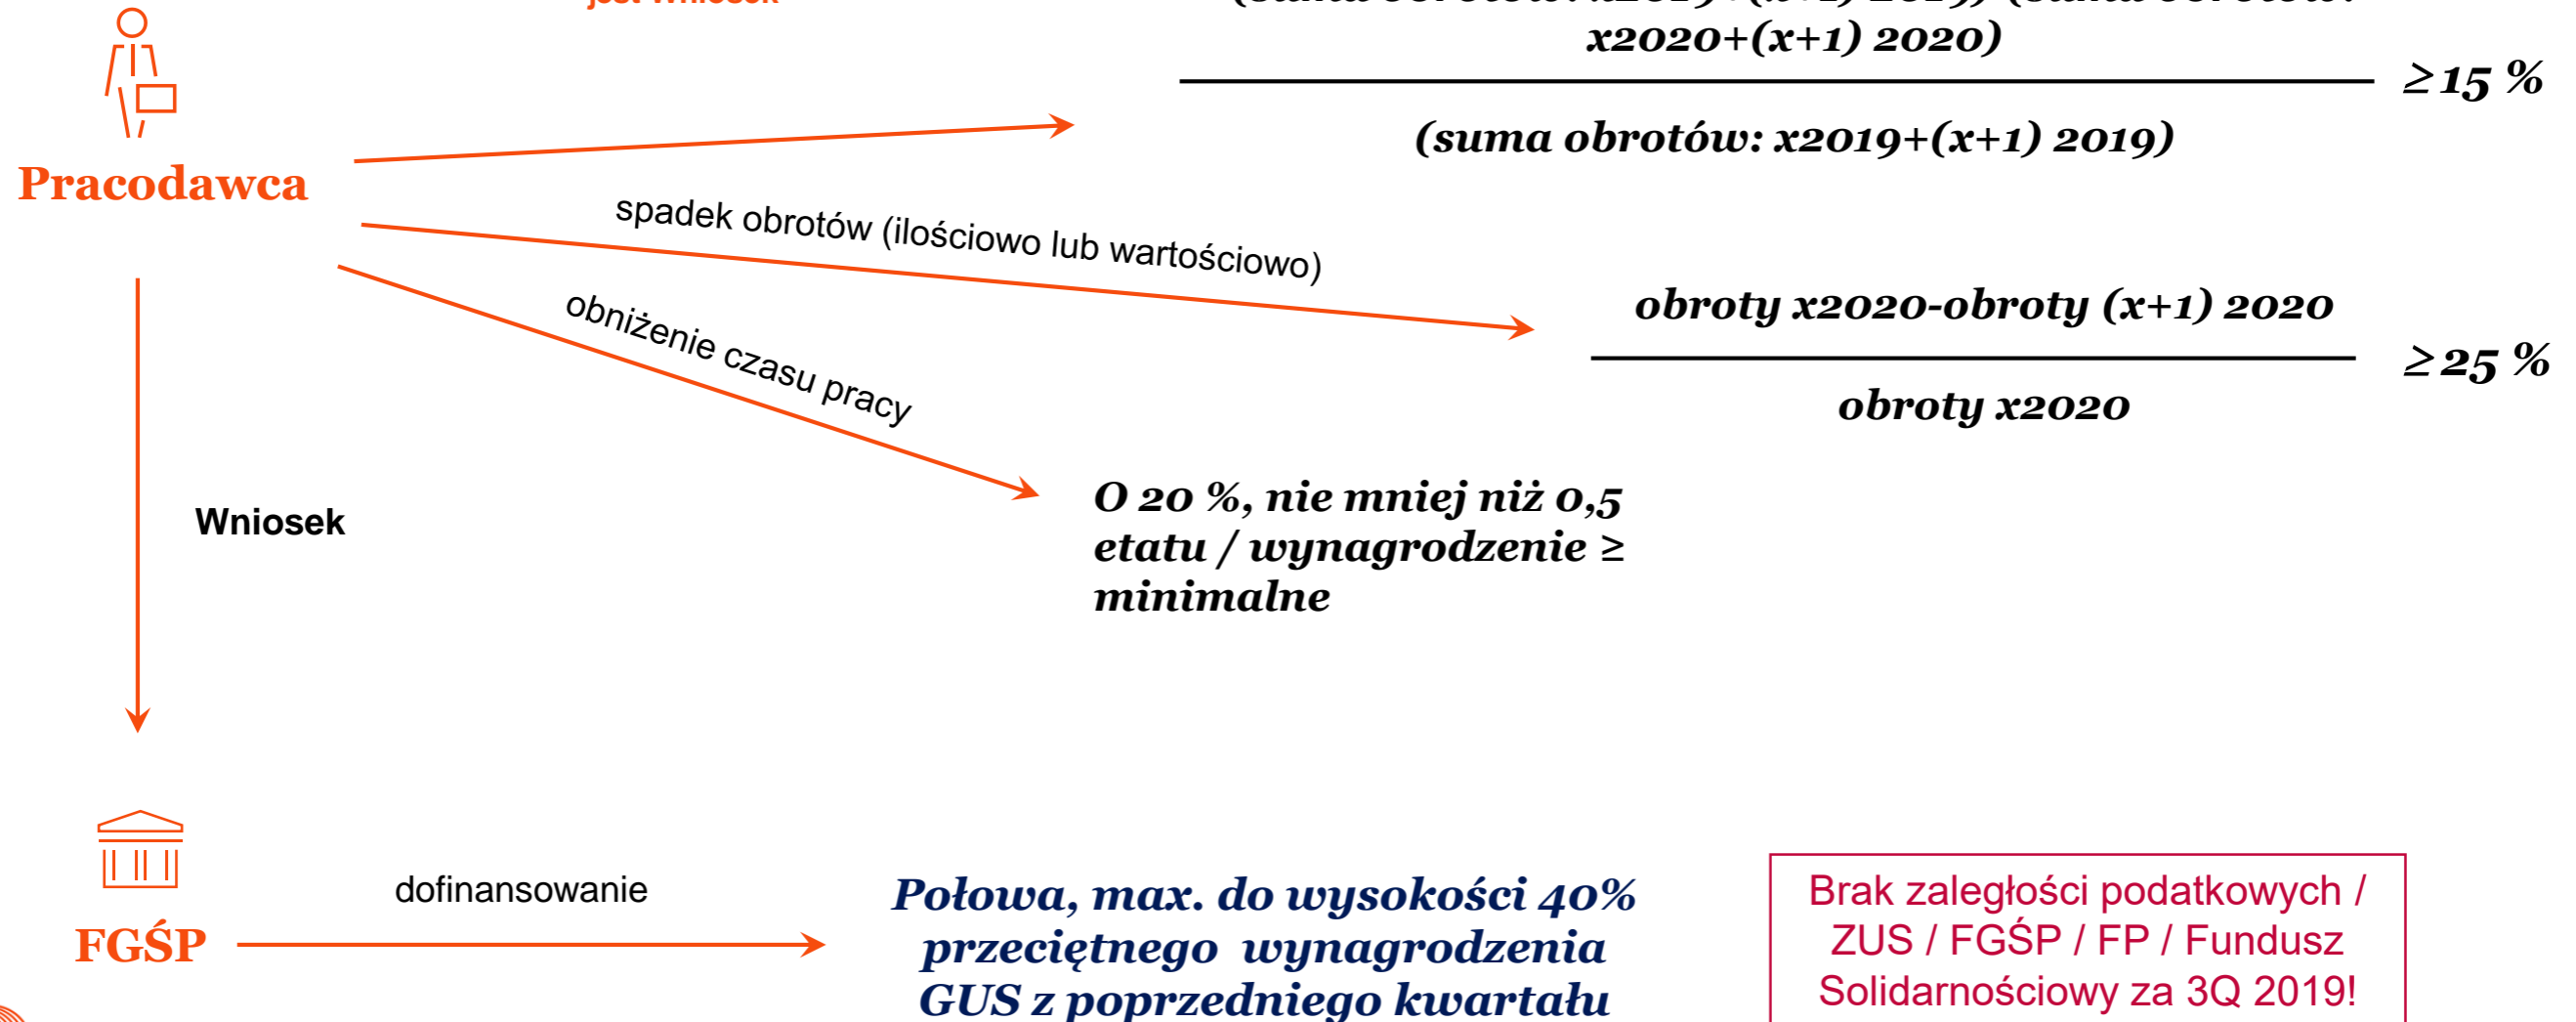 jest Wniosek
x2020+(x+1) 2020)
≥ 15 %
(suma obrotów: x2019+(x+1) 2019)
Pracodawca
spadek obrotów (ilościowo lub wartościowo)
obniżenie czasu pracy
obroty x2020-obroty (x+1) 2020
≥ 25 %
obroty x2020
O 20 %, nie mniej niż 0,5
etatu / wynagrodzenie ≥
minimalne
Wniosek
dofinansowanie
FGŚP
Połowa, max. do wysokości 40%
przeciętnego wynagrodzenia
GUS z poprzedniego kwartału
Brak zaległości podatkowych /
ZUS / FGŚP / FP / Fundusz
Solidarnościowy za 3Q 2019!